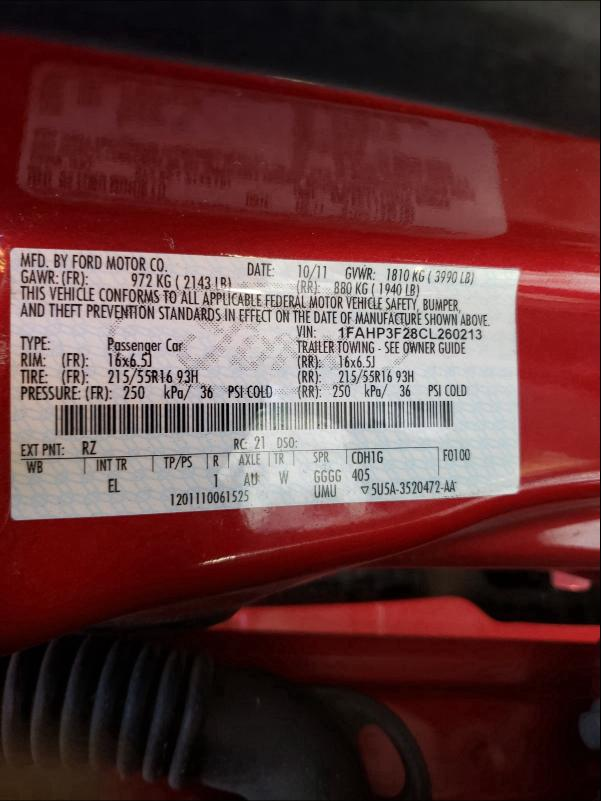 MFD. BY FORD MOTOR CO. DATE: 10/11 GVWR: 1810 KG ( 3990 LB)
GAWR: (FR): 972 KG ( 2143 LB) (RR): 880 KG ( 1940 LB)
THIS VEHICLE CONFORMS TO ALL APPLICABLE FEDERAL MOTOR VEHICLE SAFETY, BUMPER,
AND THEFT PREVENTION STANDARDS IN EFFECT ON THE DATE OF MANUFACTURE SHOWN ABOVE.
VIN: 1FAHP3F28CL260213
TYPE: Passenger Car TRAILER TOWING - SEE OWNER GUIDE
RIM: (FR): 16x6.5J (RR): 16x6.5J
TIRE: (FR): 215/55R16 93H (RR): 215/55R16 93H
PRESSURE: (FR): 250 kPa/ 36 PSI COLD (RR): 250 kPa/ 36 PSI COLD
EXT PNT: RZ RC: 21 DSO:
WB INT TR TP/PS R AXLE TR SPR CDH1G F0100
EL 1 AU W GGGG 405
1201110061525 UMU ▽5U5A-3520472-AA